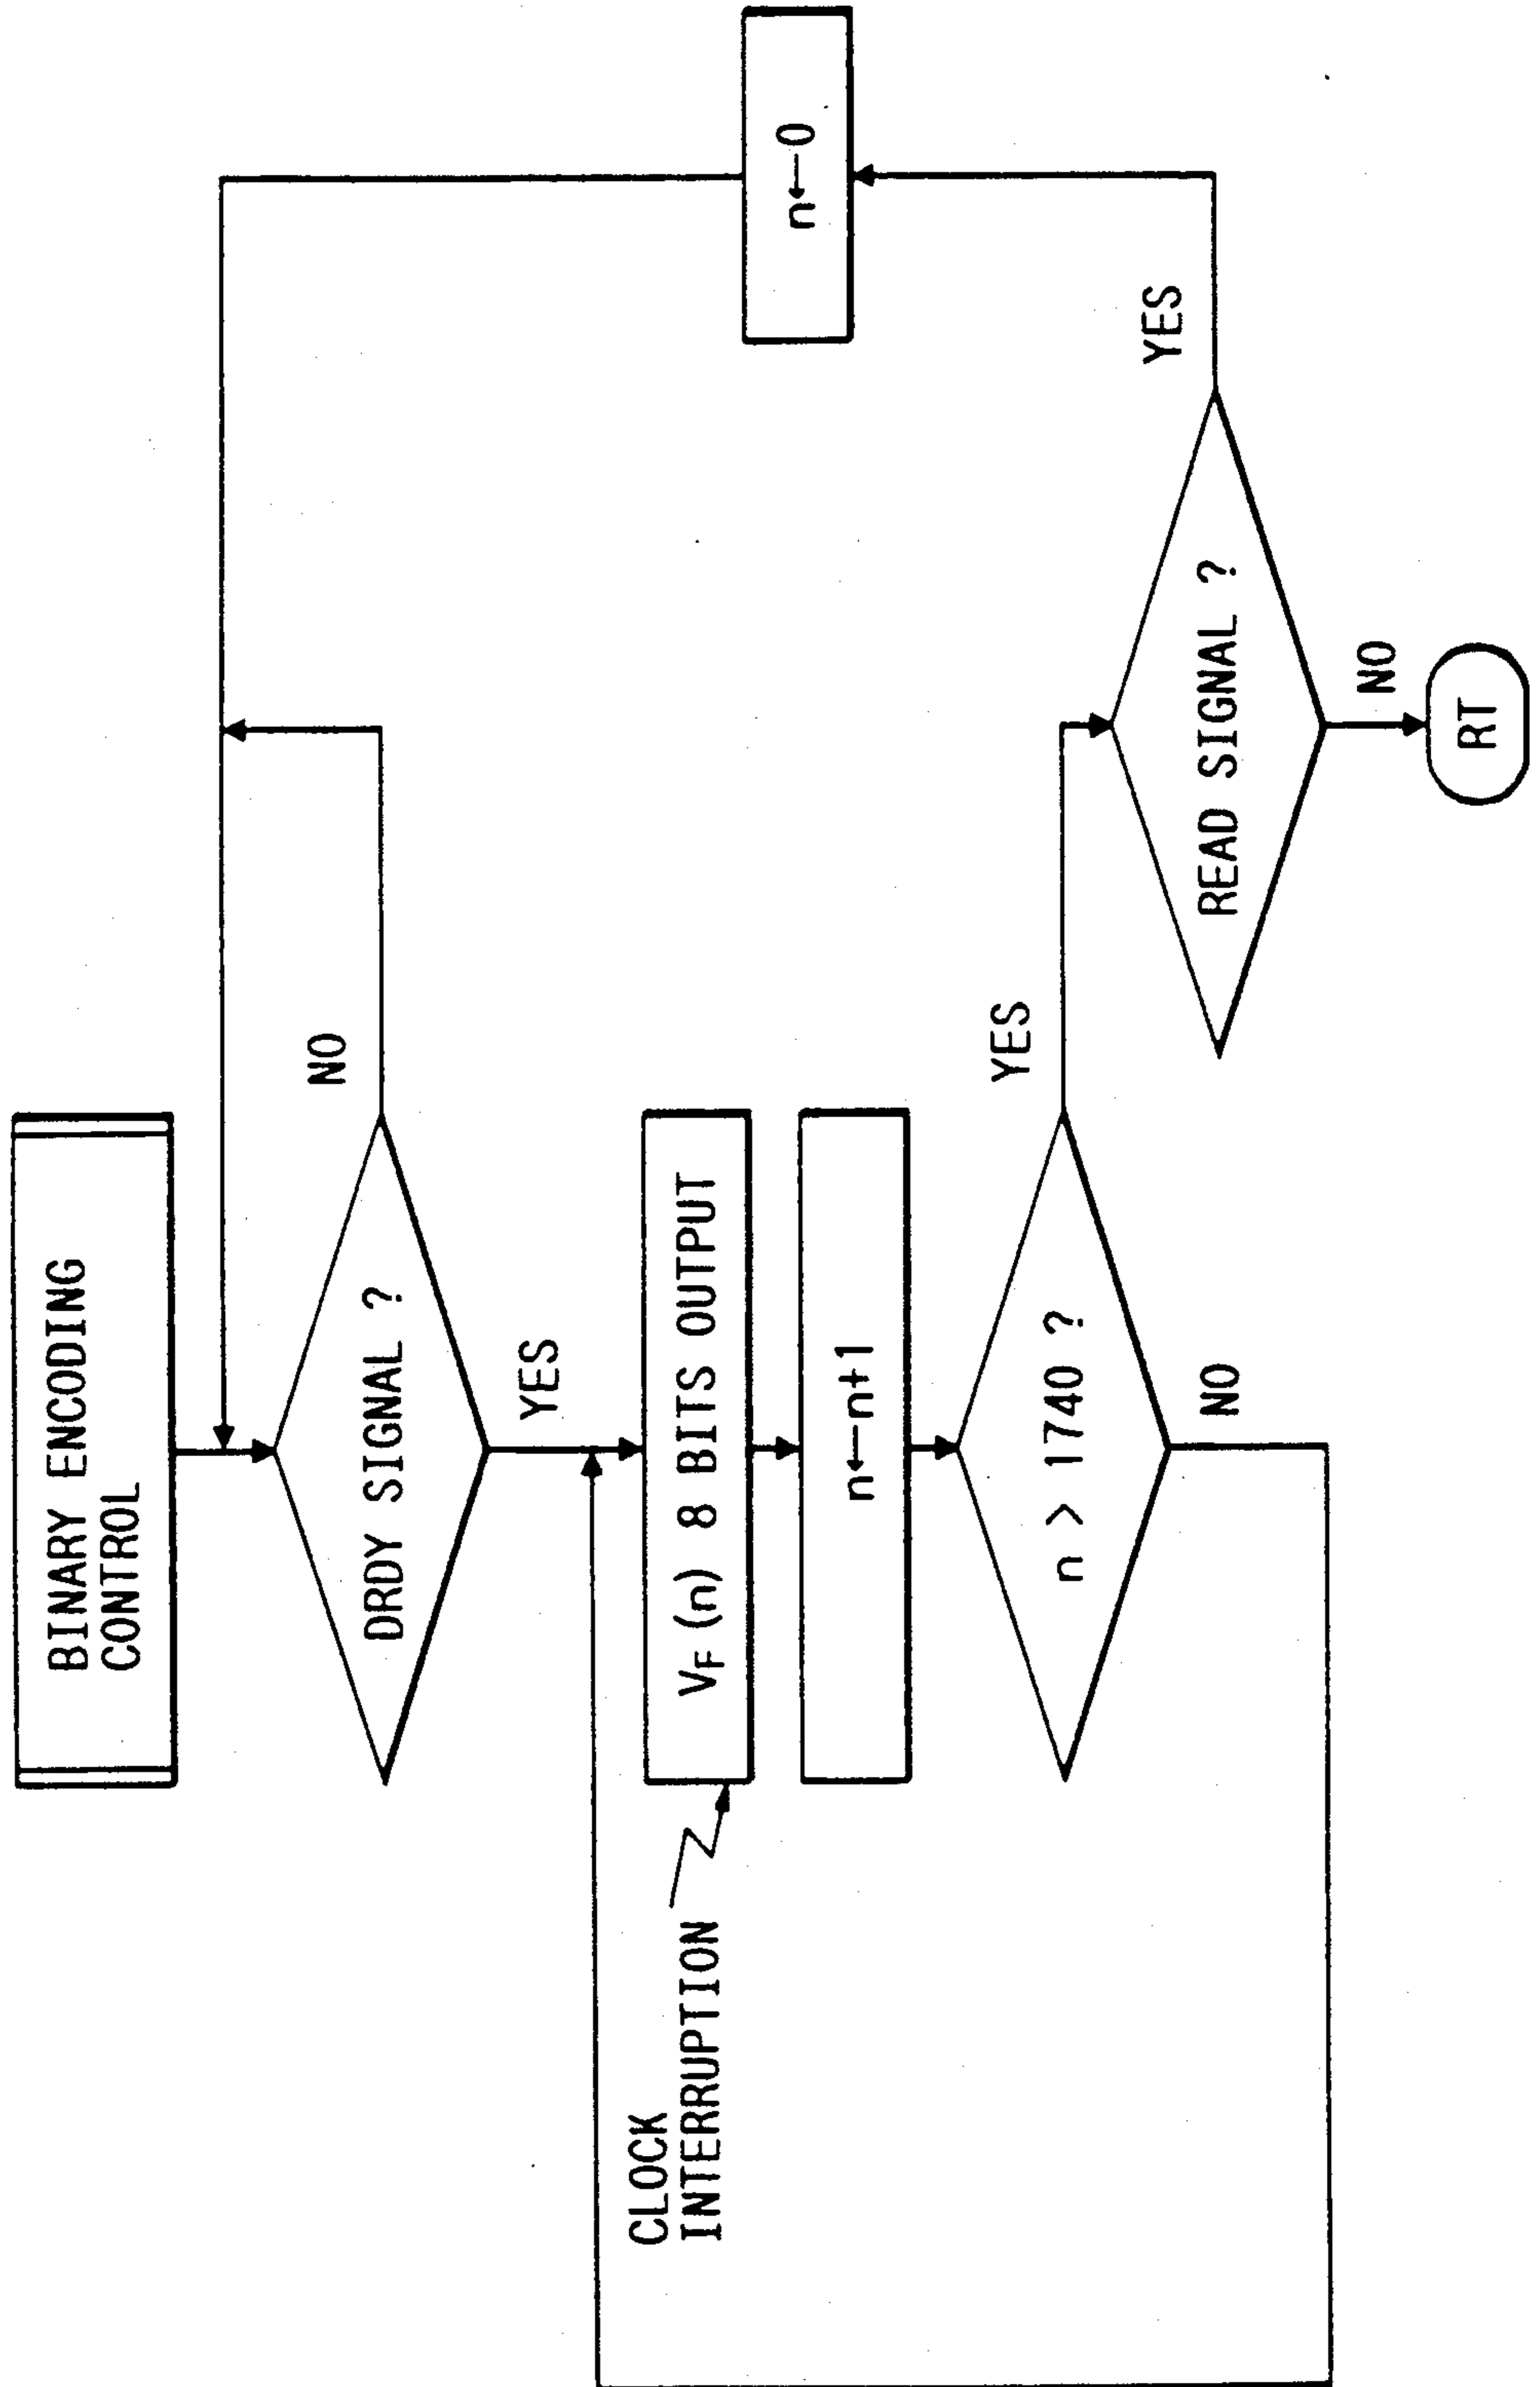 BINARY ENCODING
CONTROL
DRDY SIGNAL ?
NO
YES
CLOCK
INTERRUPTION
VF (n) 8 BITS OUTPUT
n←n+1
n > 1740 ?
YES
NO
READ SIGNAL ?
YES
NO
n←0
RT